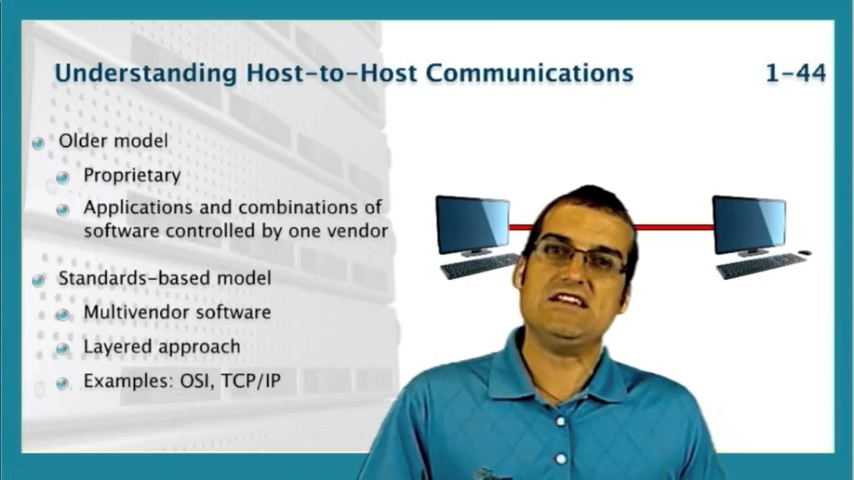 Understanding Host-to-Host Communications 1-44
Older model
Proprietary
Applications and combinations of
software controlled by one vendor
Standards-based model
Multivendor software
Layered approach
Examples: OSI, TCP/IP